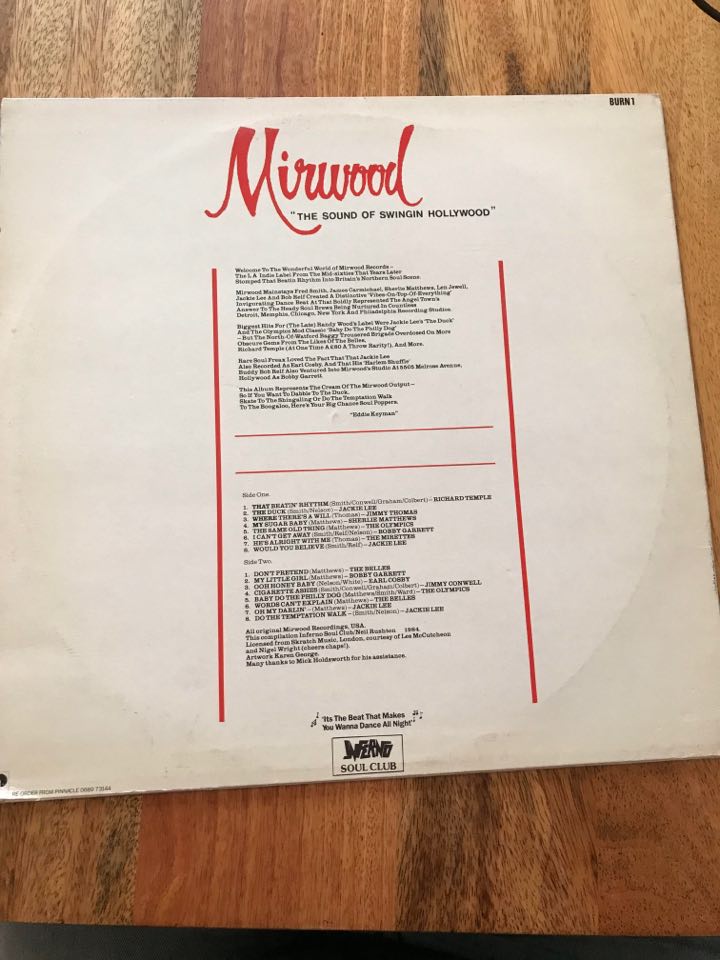 BURN 1
Mirwood
"THE SOUND OF SWINGIN HOLLYWOOD"
Welcome To The Wonderful World of Mirwood Records –
The L A Indie Label From The Mid-sixties That Years Later
Stomped That Beatin Rhythm Into Britain's Northern Soul Scene.
Mirwood Mainstays Fred Smith, James Carmichael, Sherlie Matthews, Len Jewell,
Jackie Lee And Bob Relf Created A Distinctive 'Vibes-On-Top-Of-Everything'
Invigorating Dance Beat At That Boldly Represented The Angel Town's
Answer To The Heady Soul Brews Being Nurtured In Countless
Detroit, Memphis, Chicago, New York And Philadelphia Recording Studios.
Biggest Hits For (The Late) Randy Wood's Label Were Jackie Lee's 'The Duck'
And The Olympics Mod Classic 'Baby Do The Philly Dog'
– But The North-Of-Watford Baggy Trousered Brigade Overdosed On More
Obscure Gems From The Likes Of The Belles,
Richard Temple (At One Time A £80 A Throw Rarity!), And More.
Rare Soul Freaks Loved The Fact That That Jackie Lee
Also Recorded As Earl Cosby, And That His 'Harlem Shuffle'
Buddy Bob Relf Also Ventured Into Mirwood's Studio At 5505 Melrose Avenue,
Hollywood As Bobby Garrett.
This Album Represents The Cream Of The Mirwood Output –
So If You Want To Dabble To The Duck,
Skate To The Shingaling Or Do The Temptation Walk
To The Boogaloo, Here's Your Big Chance Soul Poppers.
"Eddie Keyman"
Side One.
1. THAT BEATIN' RHYTHM (Smith/Conwell/Graham/Colbert) – RICHARD TEMPLE
2. THE DUCK (Smith/Nelson) – JACKIE LEE
3. WHERE THERE'S A WILL (Thomas) – JIMMY THOMAS
4. MY SUGAR BABY (Matthews) – SHERLIE MATTHEWS
5. THE SAME OLD THING (Matthews) – THE OLYMPICS
6. I CAN'T GET AWAY (Smith/Relf/Nelson) – BOBBY GARRETT
7. HE'S ALRIGHT WITH ME (Thomas) – THE MIRETTES
8. WOULD YOU BELIEVE (Smith/Relf) – JACKIE LEE
Side Two.
1. DON'T PRETEND (Matthews) – THE BELLES
2. MY LITTLE GIRL (Matthews) – BOBBY GARRETT
3. OOH HONEY BABY (Nelson/White) – EARL COSBY
4. CIGARETTE ASHES (Smith/Conwell/Graham/Colbert) – JIMMY CONWELL
5. BABY DO THE PHILLY DOG (Matthews/Smith/Ward) – THE OLYMPICS
6. WORDS CAN'T EXPLAIN (Matthews) – THE BELLES
7. OH MY DARLIN' – (Matthews) – JACKIE LEE
8. DO THE TEMPTATION WALK – (Smith/Nelson) – JACKIE LEE
All original Mirwood Recordings, USA.
This compilation Inferno Soul Club/Neil Rushton 1984.
Licensed from Skratch Music, London, courtesy of Les McCutcheon
and Nigel Wright (cheers chaps!).
Artwork Karen George.
Many thanks to Mick Holdsworth for his assistance.
'Its The Beat That Makes
You Wanna Dance All Night'
INFERNO
SOUL CLUB
RE-ORDER FROM PINNACLE 0689 73144